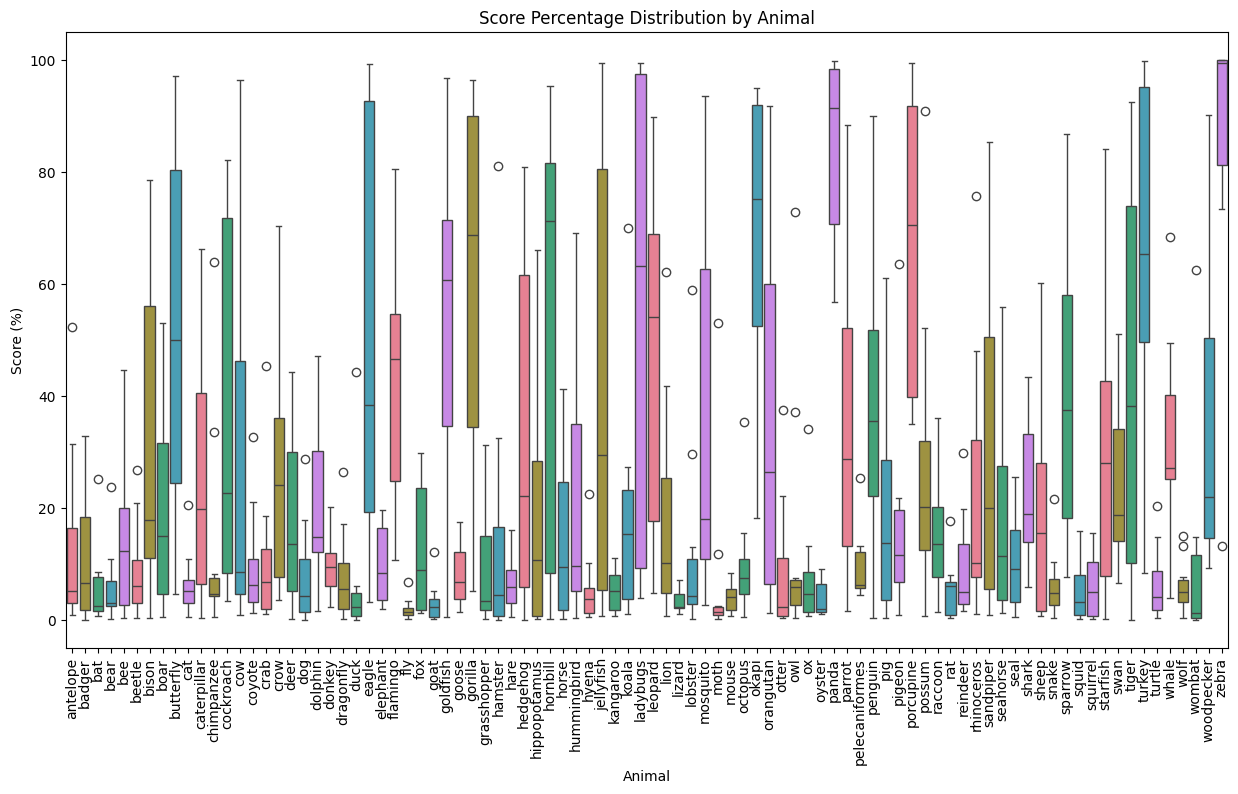 Score Percentage Distribution by Animal
Score (%)
100
80
60
40
20
0
antelope
badger
bat
bear
bee
beetle
bison
boar
butterfly
cat
caterpillar
chimpanzee
cockroach
cow
coyote
crab
crow
deer
dog
dolphin
donkey
dragonfly
duck
eagle
elephant
flamingo
fly
fox
goat
goldfish
goose
gorilla
grasshopper
hamster
hare
hedgehog
hippopotamus
hornbill
horse
hummingbird
hyena
jellyfish
kangaroo
koala
ladybugs
leopard
lion
lizard
lobster
mosquito
moth
mouse
octopus
okapi
orangutan
otter
owl
ox
oyster
panda
parrot
pelecaniformes
penguin
pig
pigeon
porcupine
possum
raccoon
rat
reindeer
rhinoceros
sandpiper
seahorse
seal
shark
sheep
snake
sparrow
squid
squirrel
starfish
swan
tiger
turkey
turtle
whale
wolf
wombat
woodpecker
zebra
Animal